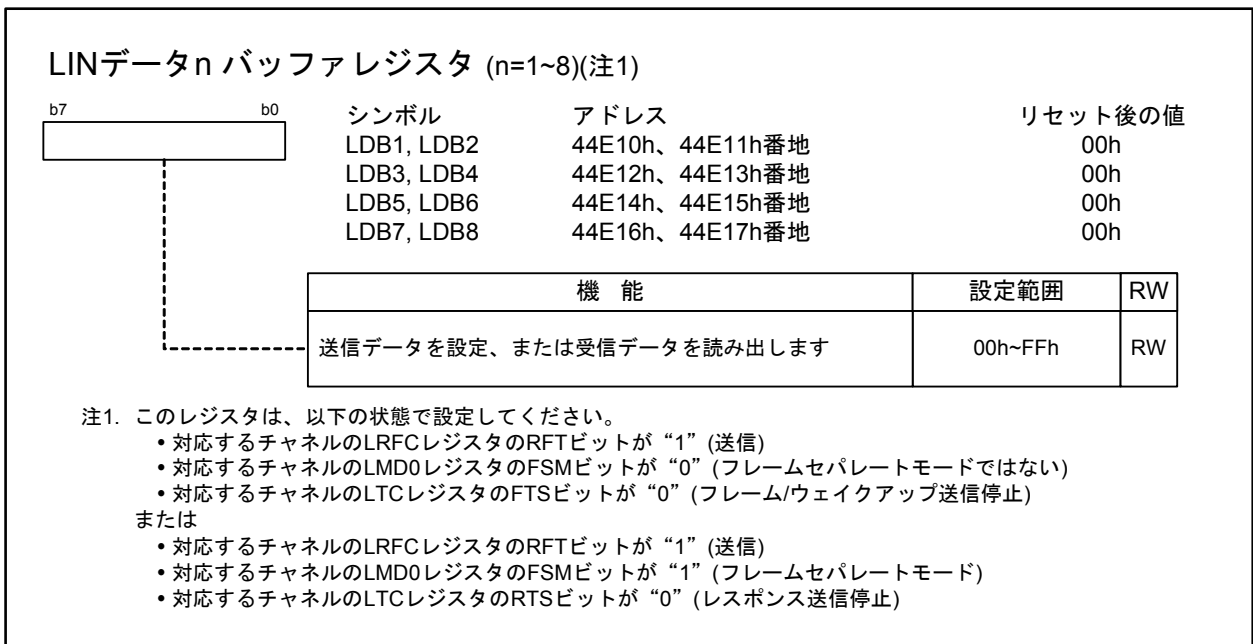 LINデータn バッファレジスタ (n=1~8)(注1)
b7 b0 シンボル アドレス リセット後の値
LDB1, LDB2 44E10h、44E11h番地 00h
LDB3, LDB4 44E12h、44E13h番地 00h
LDB5, LDB6 44E14h、44E15h番地 00h
LDB7, LDB8 44E16h、44E17h番地 00h
機 能 設定範囲 RW
送信データを設定、または受信データを読み出します 00h~FFh RW
注1. このレジスタは、以下の状態で設定してください。
• 対応するチャネルのLRFCレジスタのRFTビットが“1” (送信)
• 対応するチャネルのLMD0レジスタのFSMビットが“0” (フレームセパレートモードではない)
• 対応するチャネルのLTCレジスタのFTSビットが“0” (フレーム/ウェイクアップ送信停止)
または
• 対応するチャネルのLRFCレジスタのRFTビットが“1” (送信)
• 対応するチャネルのLMD0レジスタのFSMビットが“1” (フレームセパレートモード)
• 対応するチャネルのLTCレジスタのRTSビットが“0” (レスポンス送信停止)